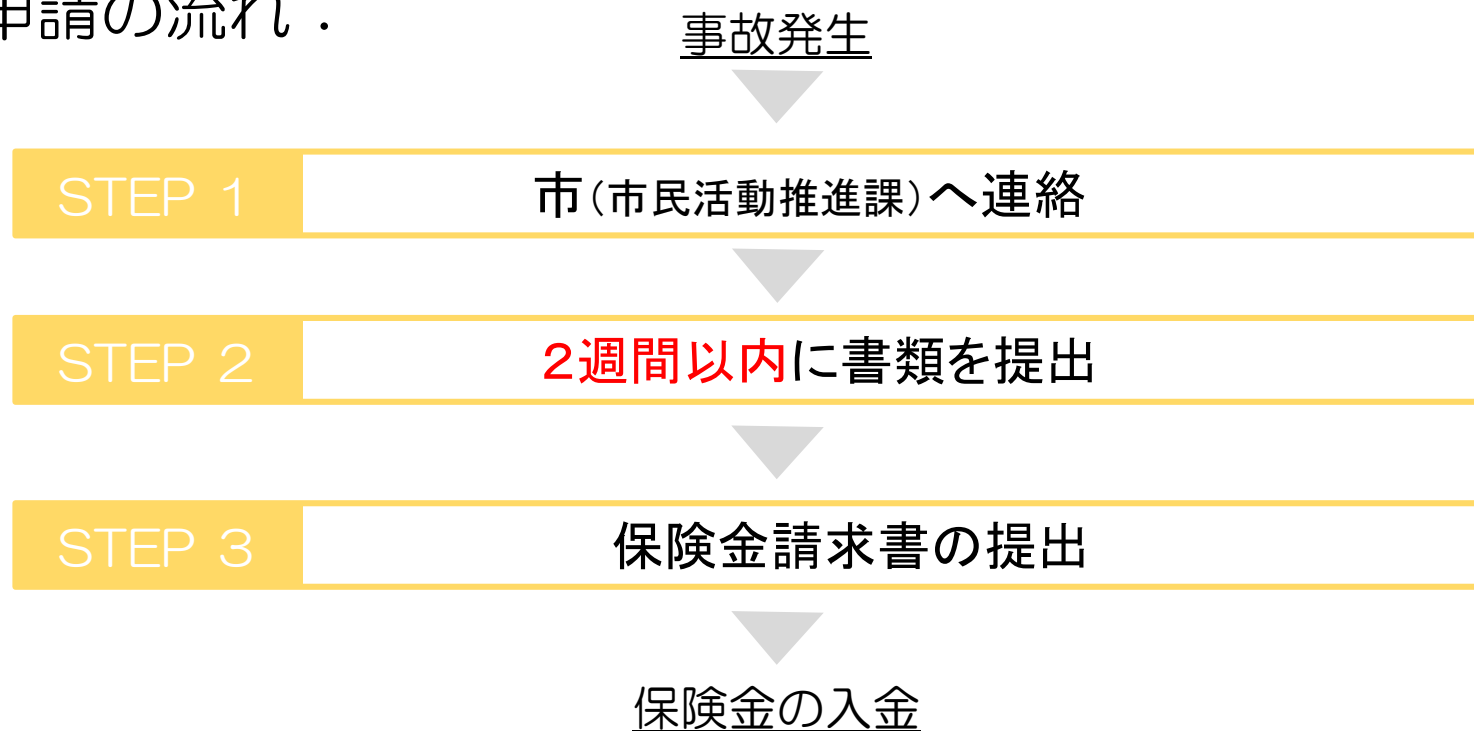 申請の流れ．
事故発生
STEP 1 市（市民活動推進課）へ連絡
STEP 2 ２週間以内に書類を提出
STEP 3 保険金請求書の提出
保険金の入金